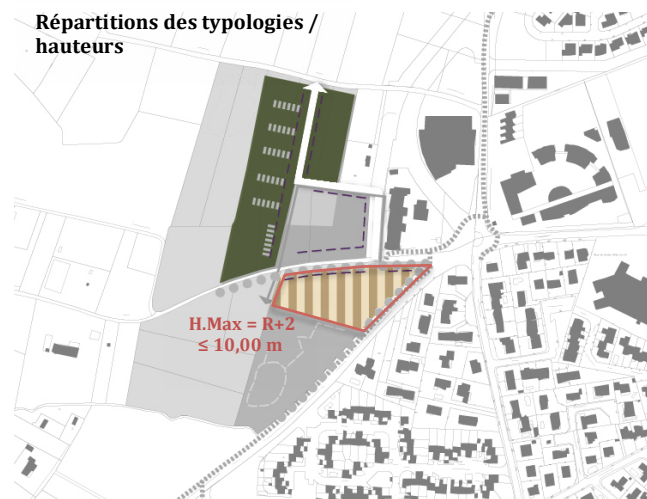 Répartitions des typologies /
hauteurs
H.Max = R+2
≤ 10,00 m